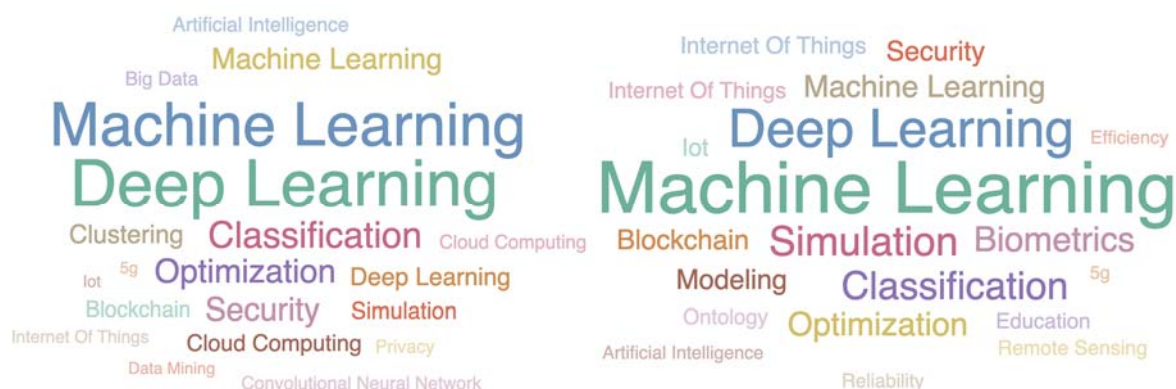 Artificial Intelligence
Machine Learning
Big Data
Machine Learning
Deep Learning
Clustering Classification Cloud Computing
Iot 5g Optimization Deep Learning
Blockchain Security Simulation
Internet Of Things
Cloud Computing Privacy
Data Mining
Convolutional Neural Network
Internet Of Things Security
Internet Of Things Machine Learning
Iot Deep Learning Efficiency
Machine Learning
Blockchain Simulation Biometrics
Modeling Classification 5g
Ontology Optimization Education
Artificial Intelligence Remote Sensing
Reliability